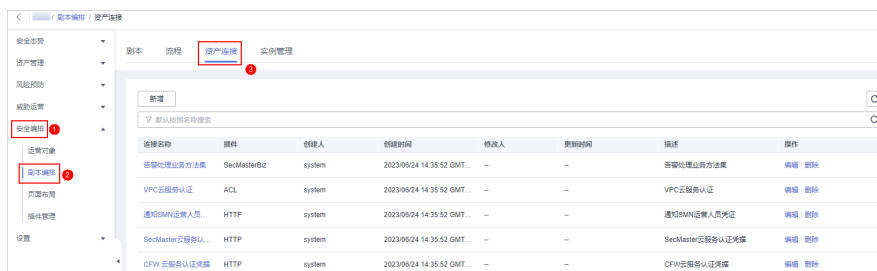 / 剧本编排 / 资产连接
安全态势
资产管理
风险预防
威胁运营
安全编排 1
运营对象
剧本编排 2
页面布局
插件管理
设置
剧本 流程 资产连接 实例管理
3
新增
默认按照名称搜索
连接名称 插件 创建人 创建时间 修改人 更新时间 描述 操作
告警处理业务方法集 SecMasterBiz system 2023/06/24 14:35:52 GMT... -- -- 告警处理业务方法集 编辑 删除
VPC云服务认证 ACL system 2023/06/24 14:35:52 GMT... -- -- VPC云服务认证 编辑 删除
通知SMN运营人员... HTTP system 2023/06/24 14:35:52 GMT... -- -- 通知SMN运营人员凭证 编辑 删除
SecMaster云服务认... HTTP system 2023/06/24 14:35:52 GMT... -- -- SecMaster云服务认证凭据 编辑 删除
CFW 云服务认证凭据 HTTP system 2023/06/24 14:35:52 GMT... -- -- CFW云服务认证凭据 编辑 删除